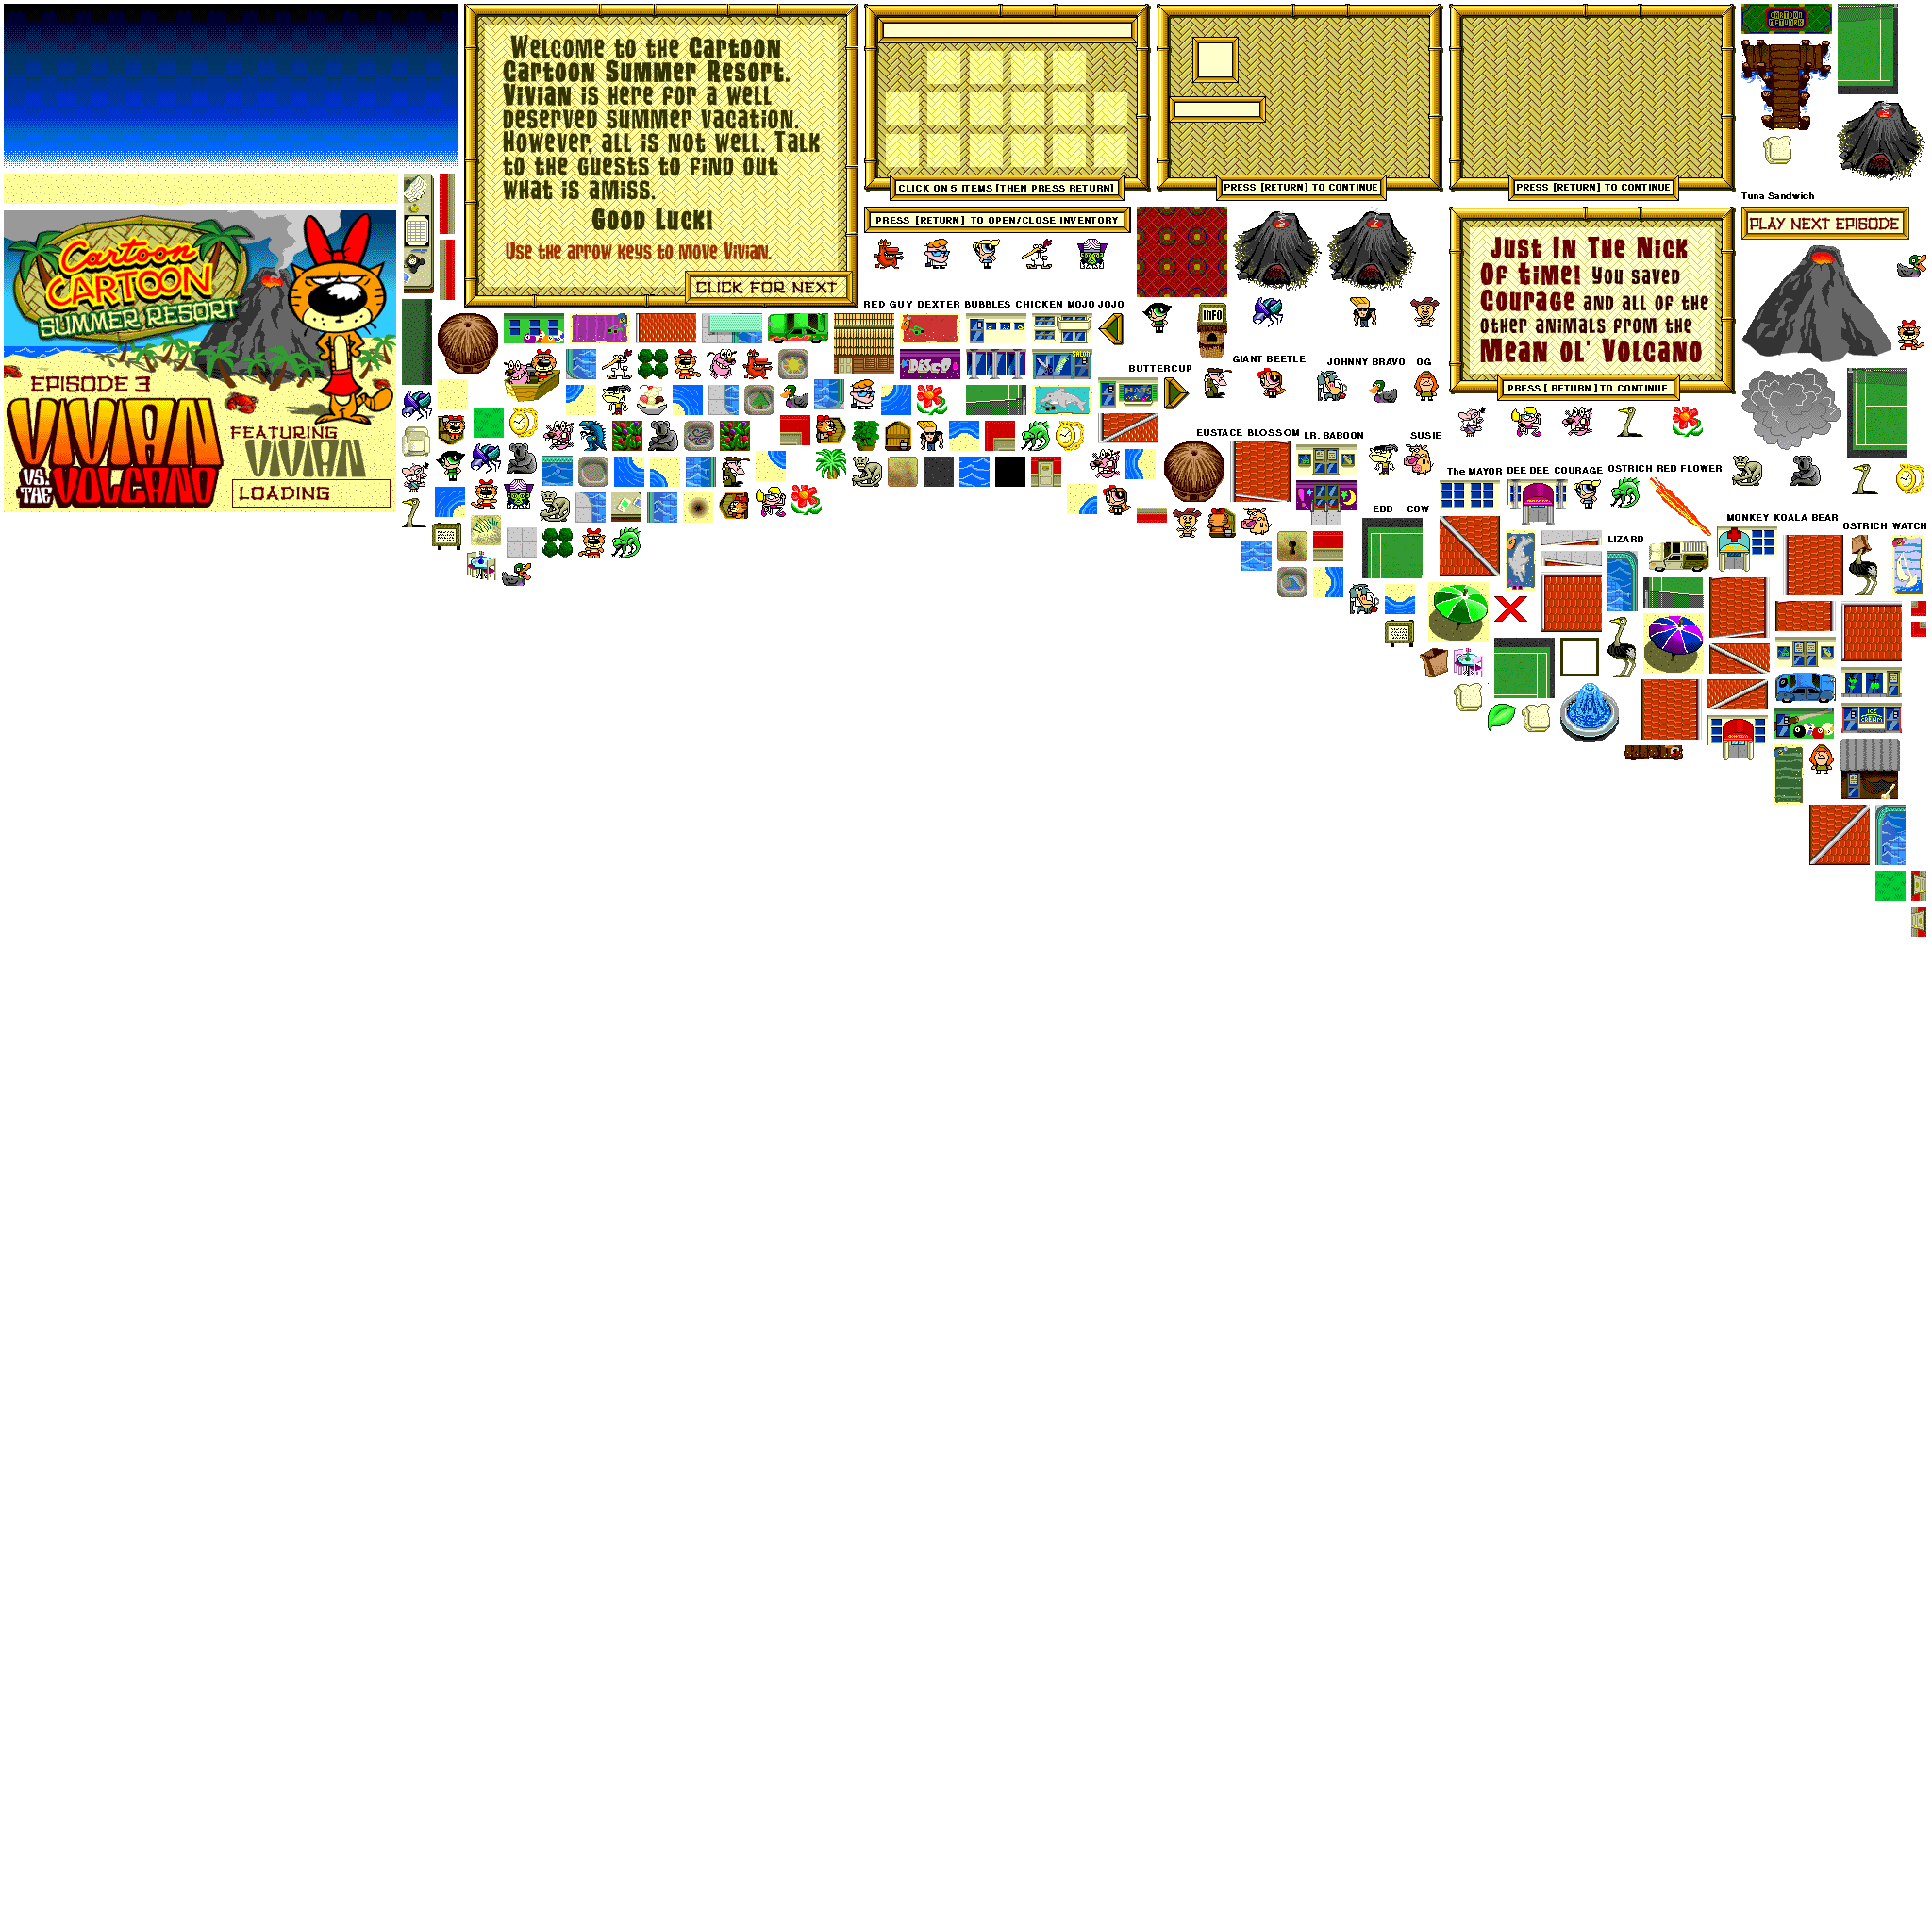 Welcome to the Cartoon
Cartoon Summer Resort.
Vivian is here for a well
deserved summer vacation.
However, all is not well. Talk
to the guests to find out
what is amiss.
Good Luck!
Use the arrow keys to move Vivian.
CLICK FOR NEXT
CLICK ON 5 ITEMS [THEN PRESS RETURN]
PRESS [RETURN] TO CONTINUE
PRESS [RETURN] TO CONTINUE
CARTOON
NETWORK
Tuna Sandwich
PRESS [RETURN] TO OPEN/CLOSE INVENTORY
PLAY NEXT EPISODE
Just In The Nick
Of time! You saved
Courage and all of the
other animals from the
Mean Ol' Volcano
PRESS [ RETURN ] TO CONTINUE
Cartoon
CARTOON
SUMMER RESORT
EPISODE 3
VIVIAN
VS.
THE
VOLCANO
FEATURING
VIVIAN
LOADING
RED GUY DEXTER BUBBLES CHICKEN MOJO JOJO
INFO
GIANT BEETLE
JOHNNY BRAVO OG
BUTTERCUP
DISCO
HATS
EUSTACE BLOSSOM I.R. BABOON SUSIE
The MAYOR DEE DEE COURAGE OSTRICH RED FLOWER
EDD COW
MONKEY KOALA BEAR
OSTRICH WATCH
LIZARD
ICE
CREAM